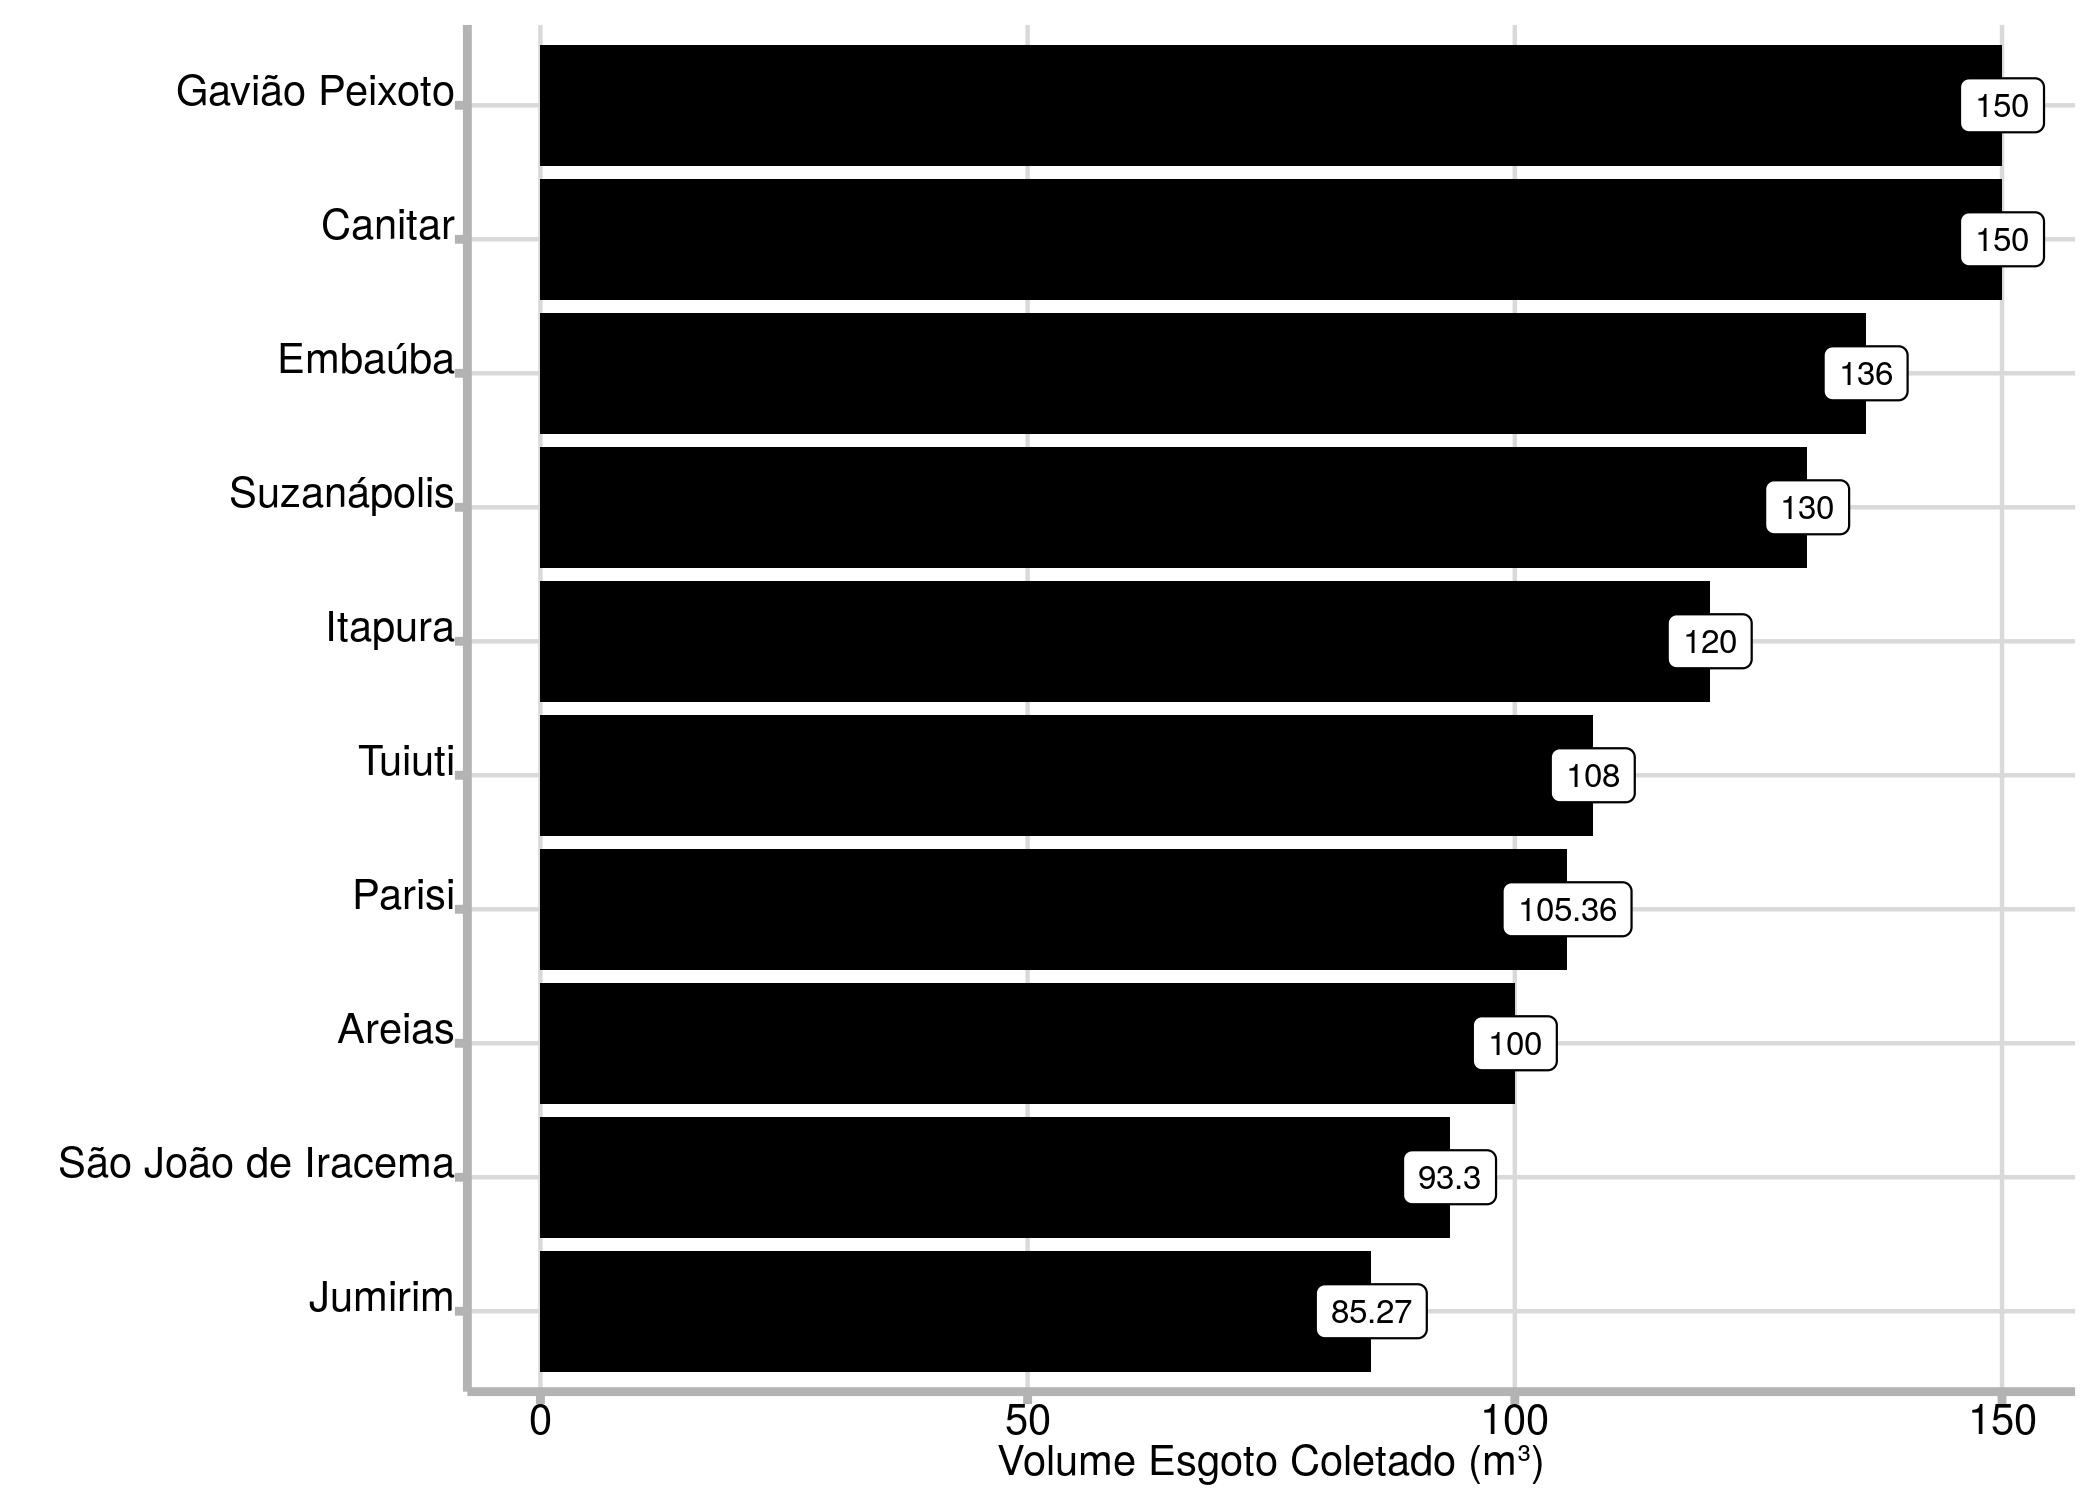 Gavião Peixoto 150
Canitar 150
Embaúba 136
Suzanápolis 130
Itapura 120
Tuiuti 108
Parisi 105.36
Areias 100
São João de Iracema 93.3
Jumirim 85.27
0 50 100 150
Volume Esgoto Coletado (m³)